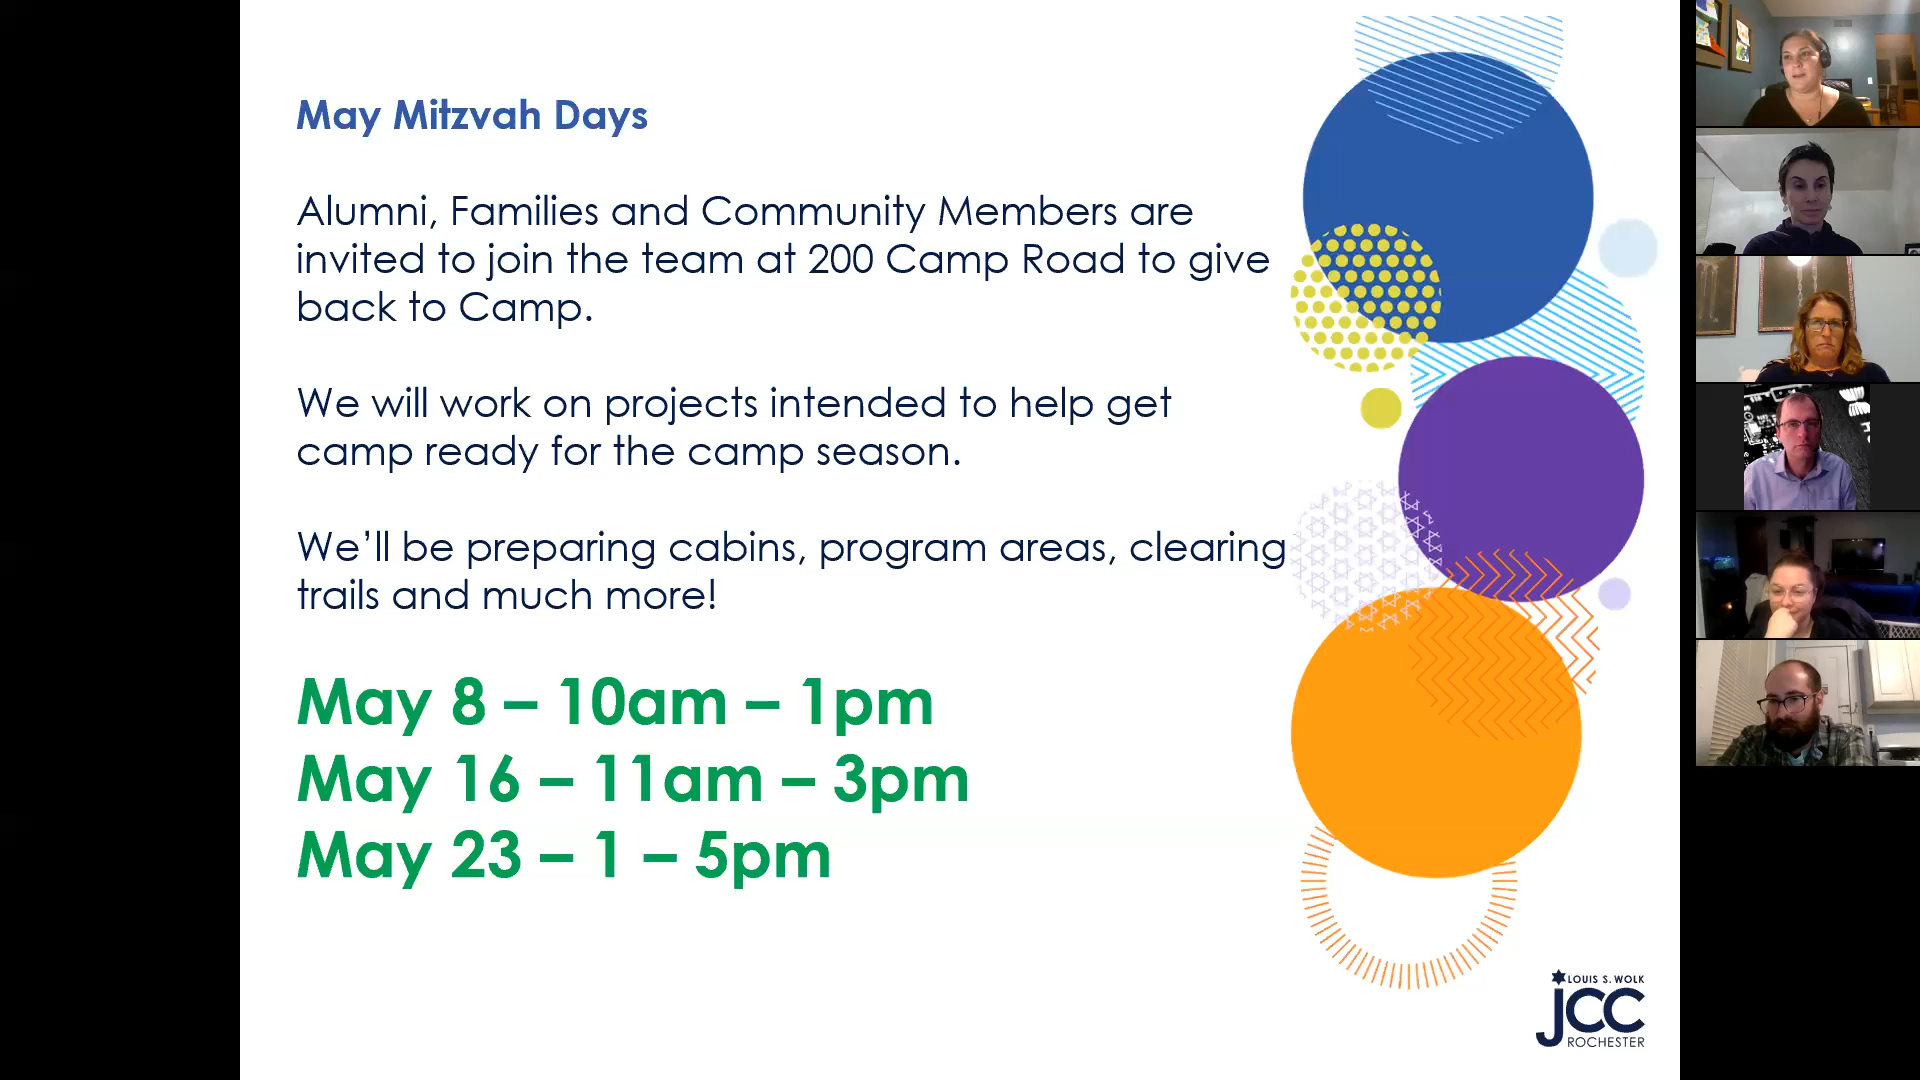 May Mitzvah Days
Alumni, Families and Community Members are
invited to join the team at 200 Camp Road to give
back to Camp.
We will work on projects intended to help get
camp ready for the camp season.
We’ll be preparing cabins, program areas, clearing
trails and much more!
May 8 – 10am – 1pm
May 16 – 11am – 3pm
May 23 – 1 – 5pm
LOUIS S. WOLK
JCC
ROCHESTER